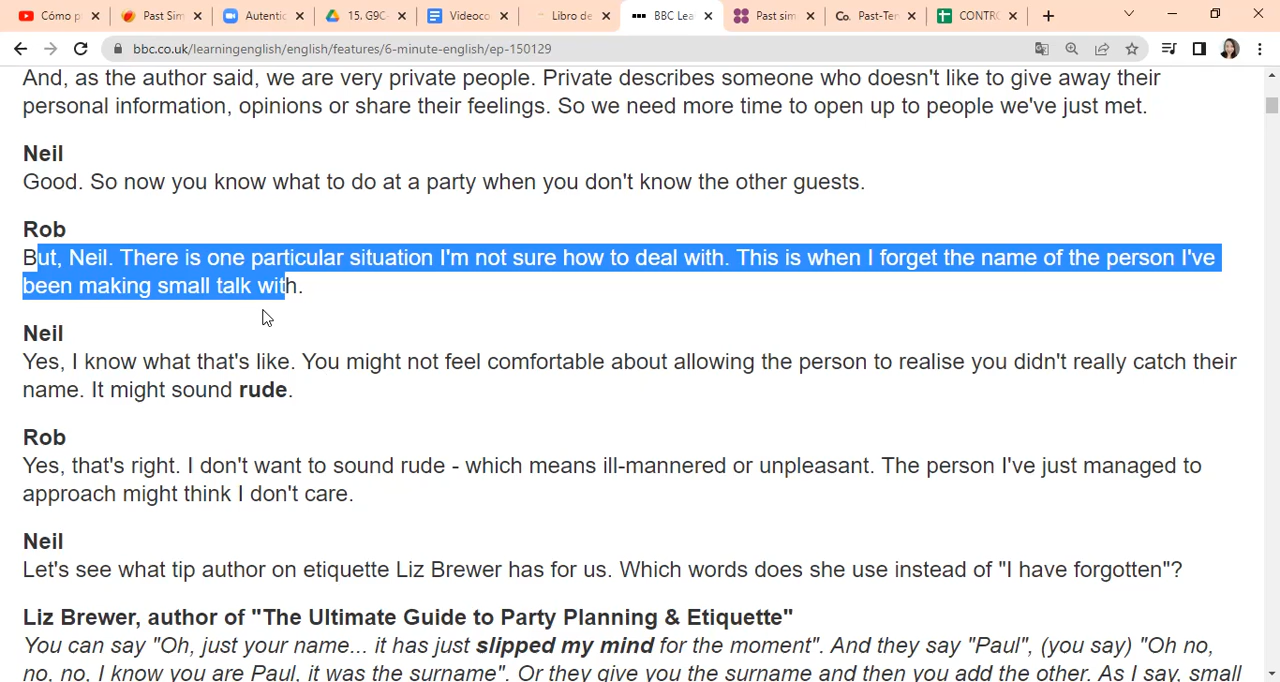 Cómo p
Past Sim
Autentic
15. G9C-
Videoco
Libro de
BBC Lea
Past sim
Co. Past-Ten
CONTRO
bbc.co.uk/learningenglish/english/features/6-minute-english/ep-150129
And, as the author said, we are very private people. Private describes someone who doesn't like to give away their
personal information, opinions or share their feelings. So we need more time to open up to people we've just met.
Neil
Good. So now you know what to do at a party when you don't know the other guests.
Rob
But, Neil. There is one particular situation I'm not sure how to deal with. This is when I forget the name of the person I've
been making small talk with.
Neil
Yes, I know what that's like. You might not feel comfortable about allowing the person to realise you didn't really catch their
name. It might sound rude.
Rob
Yes, that's right. I don't want to sound rude - which means ill-mannered or unpleasant. The person I've just managed to
approach might think I don't care.
Neil
Let's see what tip author on etiquette Liz Brewer has for us. Which words does she use instead of "I have forgotten"?
Liz Brewer, author of "The Ultimate Guide to Party Planning & Etiquette"
You can say "Oh, just your name... it has just slipped my mind for the moment". And they say "Paul", (you say) "Oh no,
no, no, I know you are Paul, it was the surname". Or they give you the surname and then you add the other. As I say, small